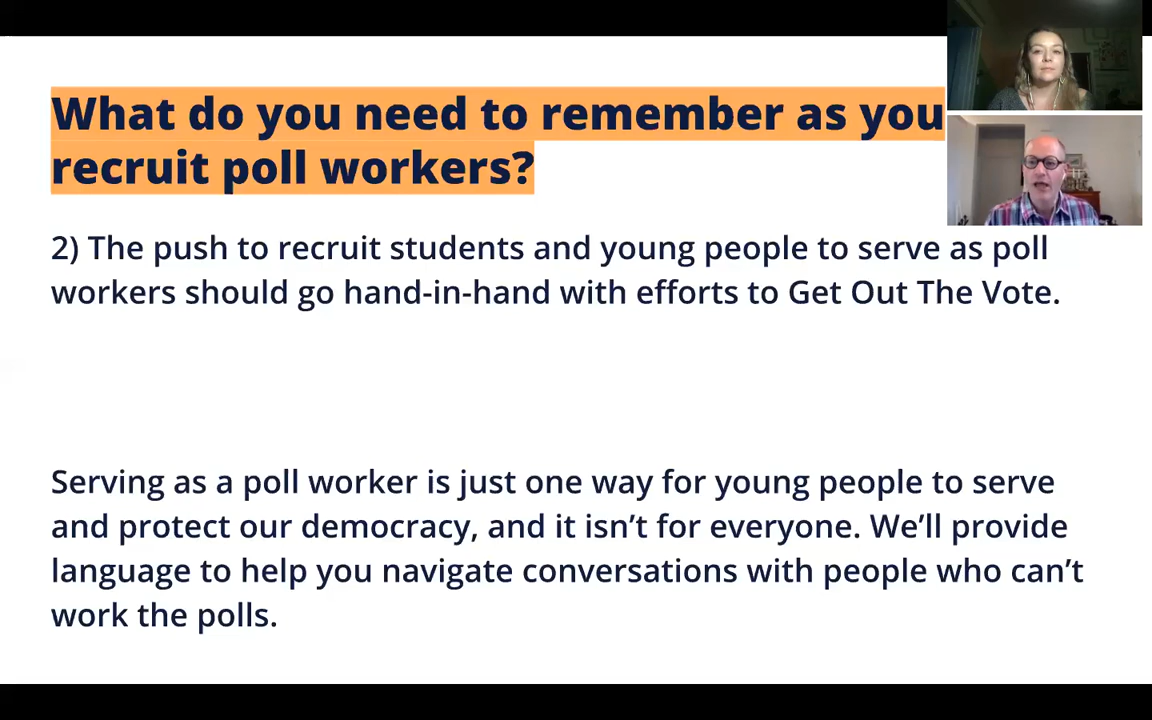 What do you need to remember as you
recruit poll workers?
2) The push to recruit students and young people to serve as poll
workers should go hand-in-hand with efforts to Get Out The Vote.
Serving as a poll worker is just one way for young people to serve
and protect our democracy, and it isn’t for everyone. We’ll provide
language to help you navigate conversations with people who can’t
work the polls.